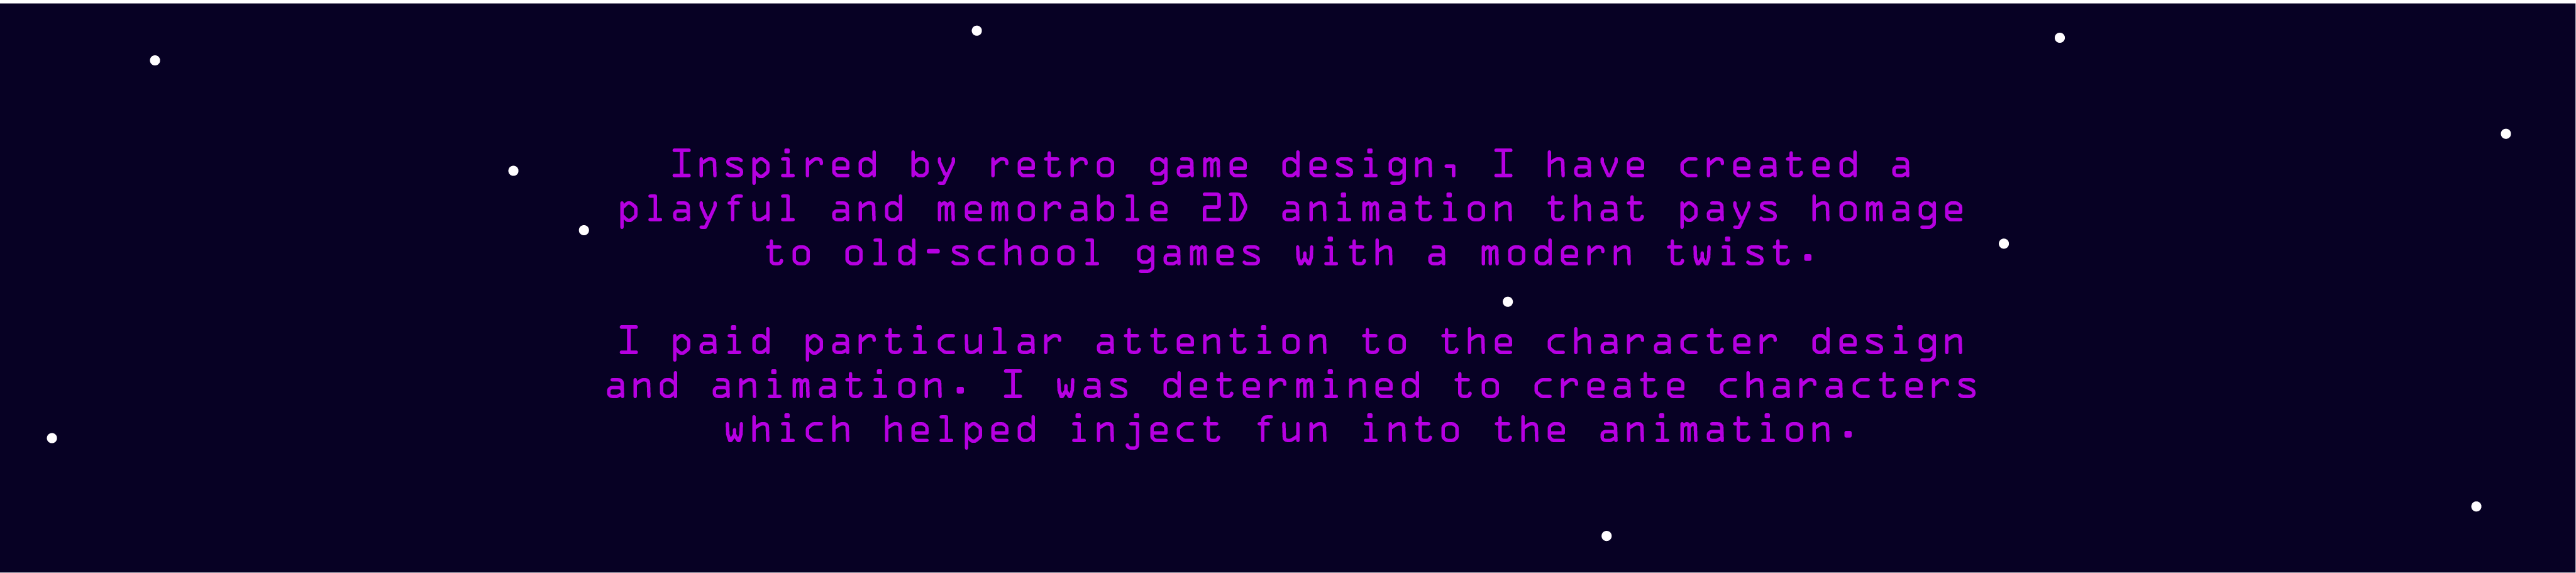 Inspired by retro game design, I have created a
playful and memorable 2D animation that pays homage
to old-school games with a modern twist.
I paid particular attention to the character design
and animation. I was determined to create characters
which helped inject fun into the animation.